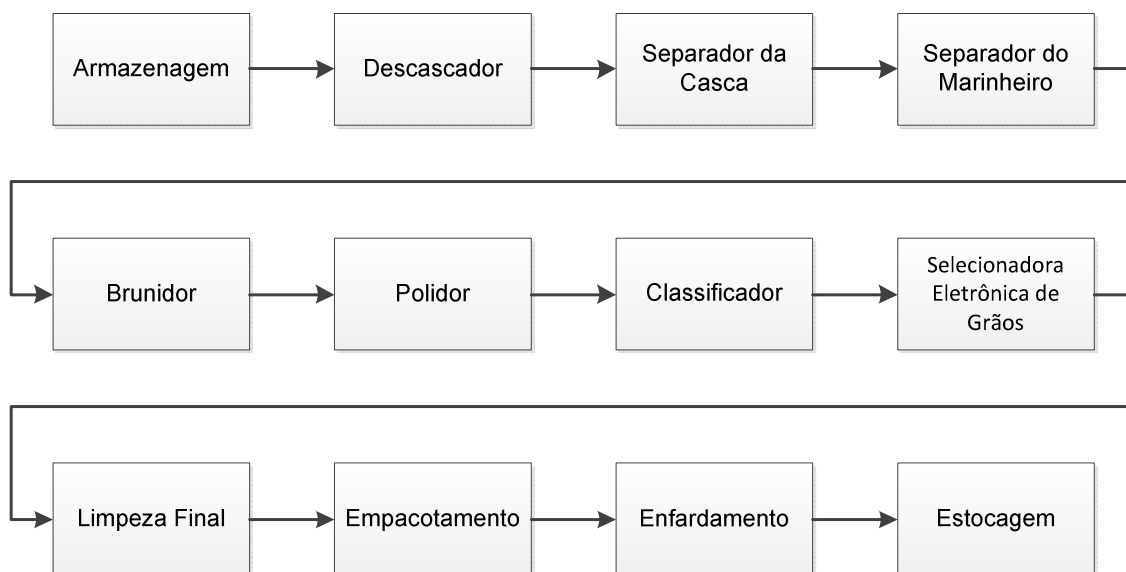 Armazenagem
Descascador
Separador da
Casca
Separador do
Marinheiro
Brunidor
Polidor
Classificador
Selecionadora
Eletrônica de
Grãos
Limpeza Final
Empacotamento
Enfardamento
Estocagem